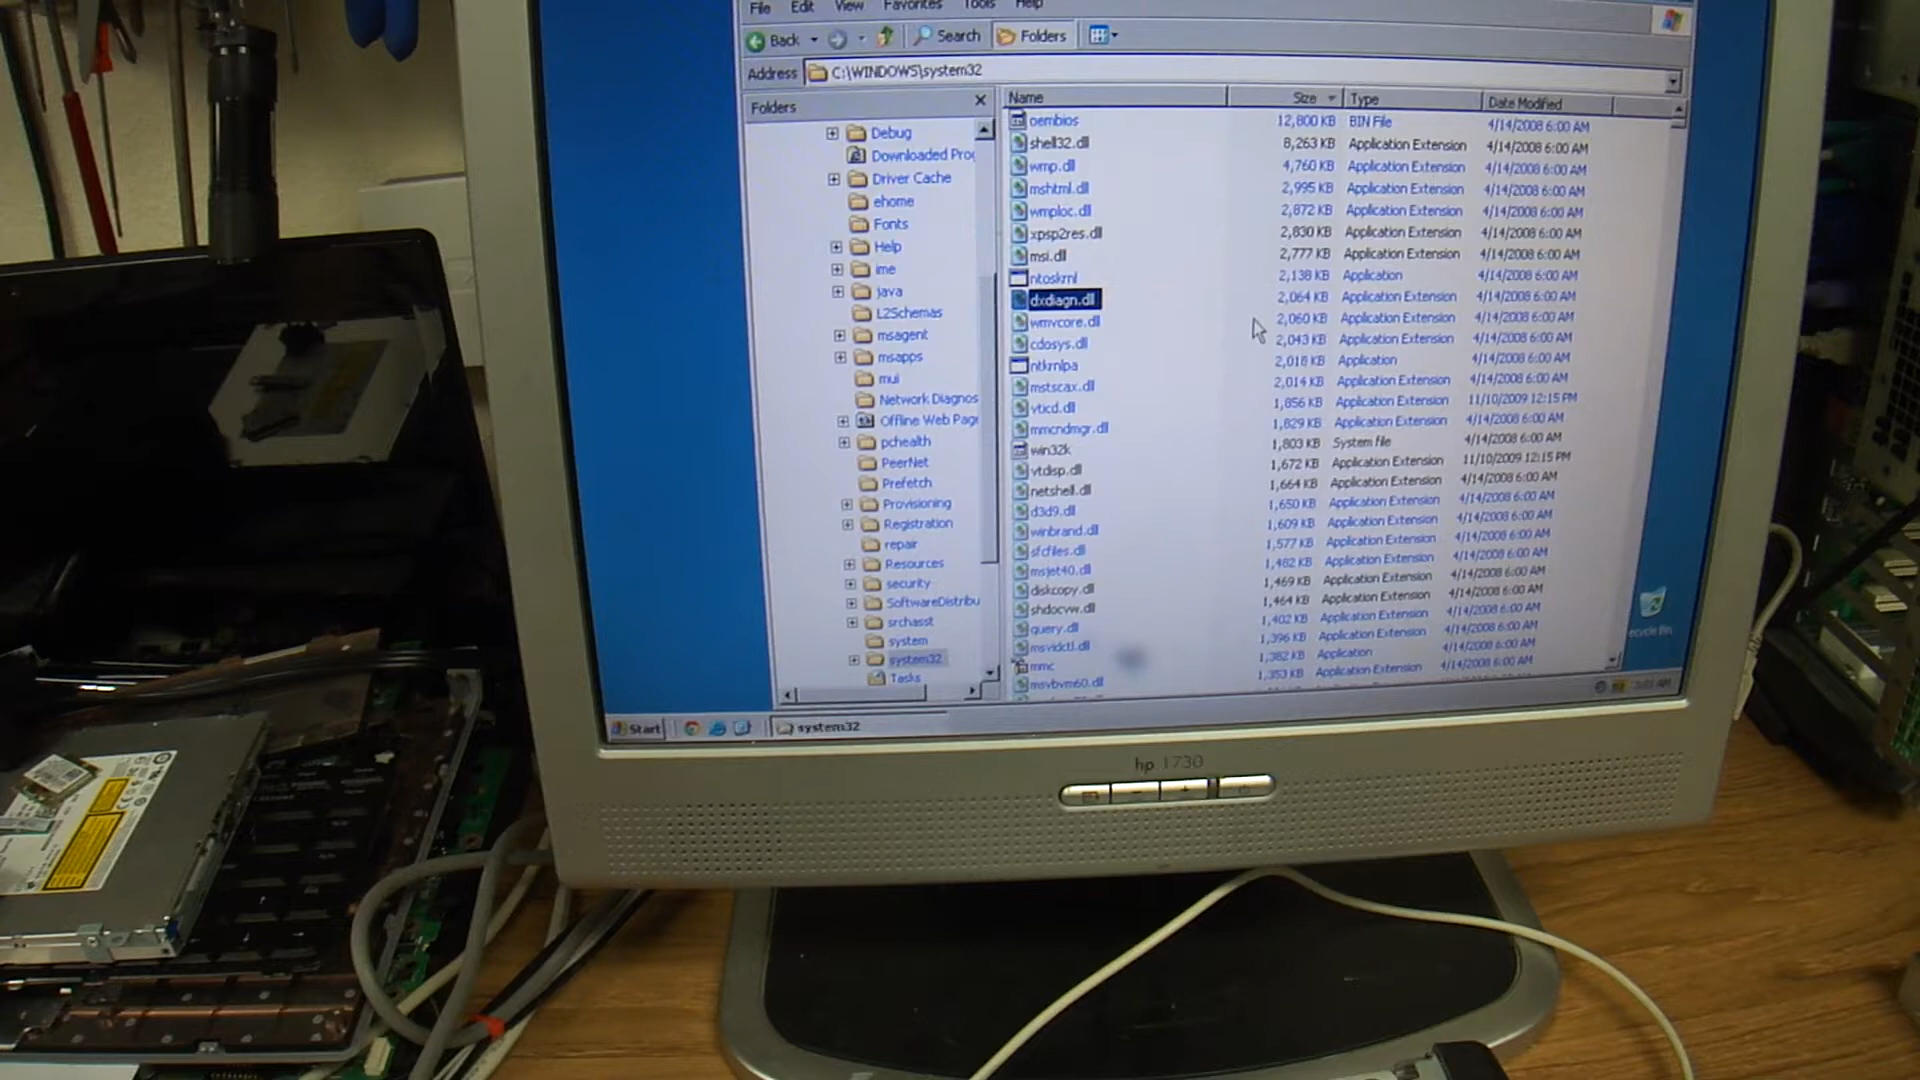 File Edit View Favorites Tools Help
Back Search Folders
Address C:\WINDOWS\system32
Folders
Debug
Downloaded Prog
Driver Cache
ehome
Fonts
Help
ime
java
L2Schemas
msagent
msapps
mui
Network Diagnos
Offline Web Page
pchealth
PeerNet
Prefetch
Provisioning
Registration
repair
Resources
security
SoftwareDistribu
srchasst
system
system32
Tasks
Name Size Type Date Modified
oembios 12,800 KB BIN File 4/14/2008 6:00 AM
shell32.dll 8,263 KB Application Extension 4/14/2008 6:00 AM
wmp.dll 4,760 KB Application Extension 4/14/2008 6:00 AM
mshtml.dll 2,995 KB Application Extension 4/14/2008 6:00 AM
wmploc.dll 2,872 KB Application Extension 4/14/2008 6:00 AM
xpsp2res.dll 2,830 KB Application Extension 4/14/2008 6:00 AM
msi.dll 2,777 KB Application Extension 4/14/2008 6:00 AM
ntoskrnl 2,138 KB Application 4/14/2008 6:00 AM
dxdiagn.dll 2,064 KB Application Extension 4/14/2008 6:00 AM
wmvcore.dll 2,060 KB Application Extension 4/14/2008 6:00 AM
cdosys.dll 2,043 KB Application Extension 4/14/2008 6:00 AM
ntkrnlpa 2,018 KB Application 4/14/2008 6:00 AM
mstscax.dll 2,014 KB Application Extension 4/14/2008 6:00 AM
vticd.dll 1,856 KB Application Extension 11/10/2009 12:15 PM
mmcndmgr.dll 1,829 KB Application Extension 4/14/2008 6:00 AM
win32k 1,803 KB System file 4/14/2008 6:00 AM
vtdisp.dll 1,672 KB Application Extension 11/10/2009 12:15 PM
netshell.dll 1,664 KB Application Extension 4/14/2008 6:00 AM
d3d9.dll 1,650 KB Application Extension 4/14/2008 6:00 AM
winbrand.dll 1,609 KB Application Extension 4/14/2008 6:00 AM
sfcfiles.dll 1,577 KB Application Extension 4/14/2008 6:00 AM
msjet40.dll 1,482 KB Application Extension 4/14/2008 6:00 AM
diskcopy.dll 1,469 KB Application Extension 4/14/2008 6:00 AM
shdocvw.dll 1,464 KB Application Extension 4/14/2008 6:00 AM
query.dll 1,402 KB Application Extension 4/14/2008 6:00 AM
msvidctl.dll 1,396 KB Application Extension 4/14/2008 6:00 AM
mmc 1,382 KB Application 4/14/2008 6:00 AM
msvbvm60.dll 1,353 KB Application Extension 4/14/2008 6:00 AM
ecycle Bin
Start system32
hp 1730